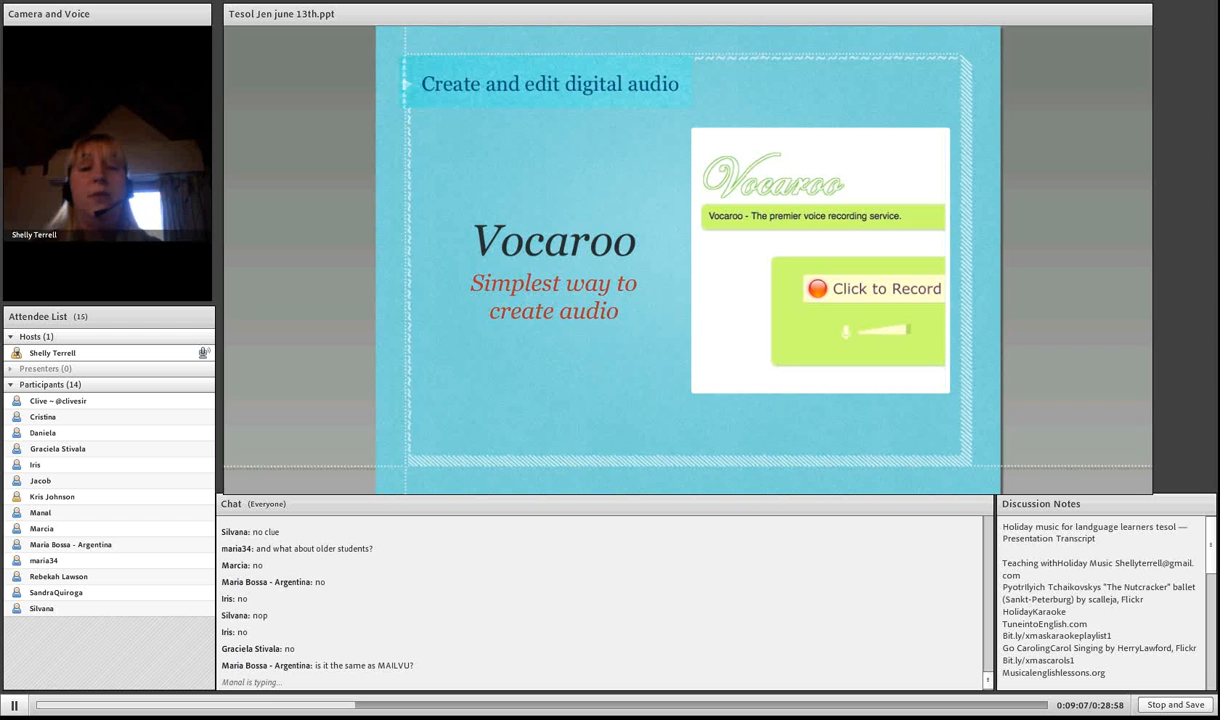 Camera and Voice
Shelly Terrell
Attendee List (15)
Hosts (1)
Shelly Terrell
Presenters (0)
Participants (14)
Clive ~ @clivesir
Cristina
Daniela
Graciela Stivala
Iris
Jacob
Kris Johnson
Manal
Marcia
Maria Bossa - Argentina
maria34
Rebekah Lawson
SandraQuiroga
Silvana
Tesol Jen june 13th.ppt
Create and edit digital audio
Vocaroo
Simplest way to
create audio
Vocaroo
Vocaroo - The premier voice recording service.
Click to Record
Chat (Everyone)
Silvana: no clue
maria34: and what about older students?
Marcia: no
Maria Bossa - Argentina: no
Iris: no
Silvana: nop
Iris: no
Graciela Stivala: no
Maria Bossa - Argentina: is it the same as MAILVU?
Manal is typing...
Discussion Notes
Holiday music for landguage learners tesol —
Presentation Transcript
Teaching withHoliday Music Shellyterrell@gmail.
com
PyotrIlyich Tchaikovskys "The Nutcracker" ballet
(Sankt-Peterburg) by scalleja, Flickr
HolidayKaraoke
TuneintoEnglish.com
Bit.ly/xmaskaraokeplaylist1
Go CarolingCarol Singing by HerryLawford, Flickr
Bit.ly/xmascarols1
Musicalenglishlessons.org
0:09:07/0:28:58
Stop and Save